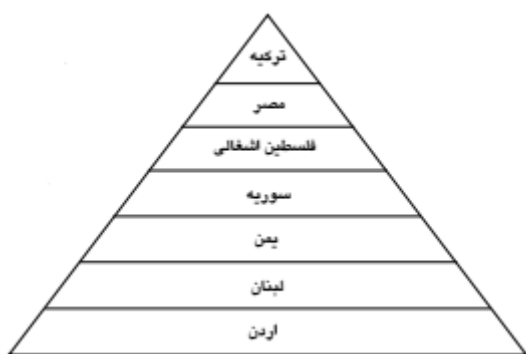 ترکیه
مصر
فلسطین اشغالی
سوریه
یمن
لبنان
اردن